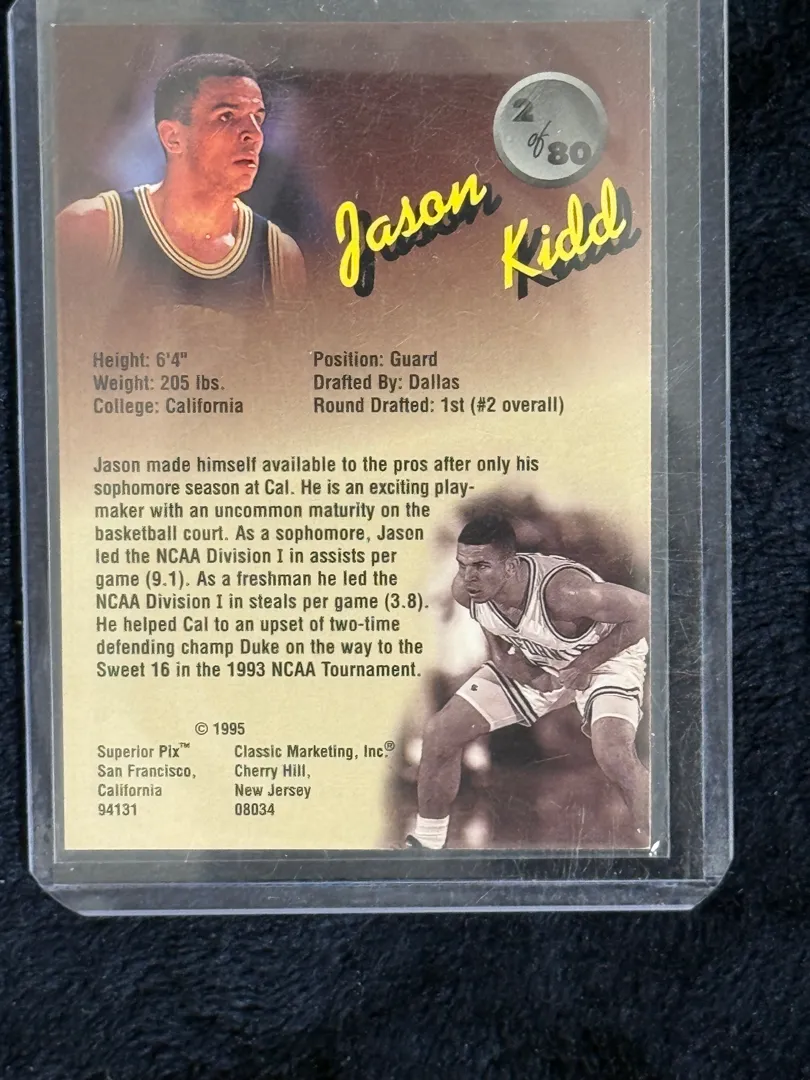 2
of
80
Jason
Kidd
Height: 6'4"
Weight: 205 lbs.
College: California
Position: Guard
Drafted By: Dallas
Round Drafted: 1st (#2 overall)
Jason made himself available to the pros after only his
sophomore season at Cal. He is an exciting play-
maker with an uncommon maturity on the
basketball court. As a sophomore, Jason
led the NCAA Division I in assists per
game (9.1). As a freshman he led the
NCAA Division I in steals per game (3.8).
He helped Cal to an upset of two-time
defending champ Duke on the way to the
Sweet 16 in the 1993 NCAA Tournament.
© 1995
Superior Pix™
San Francisco,
California
94131
Classic Marketing, Inc.®
Cherry Hill,
New Jersey
08034